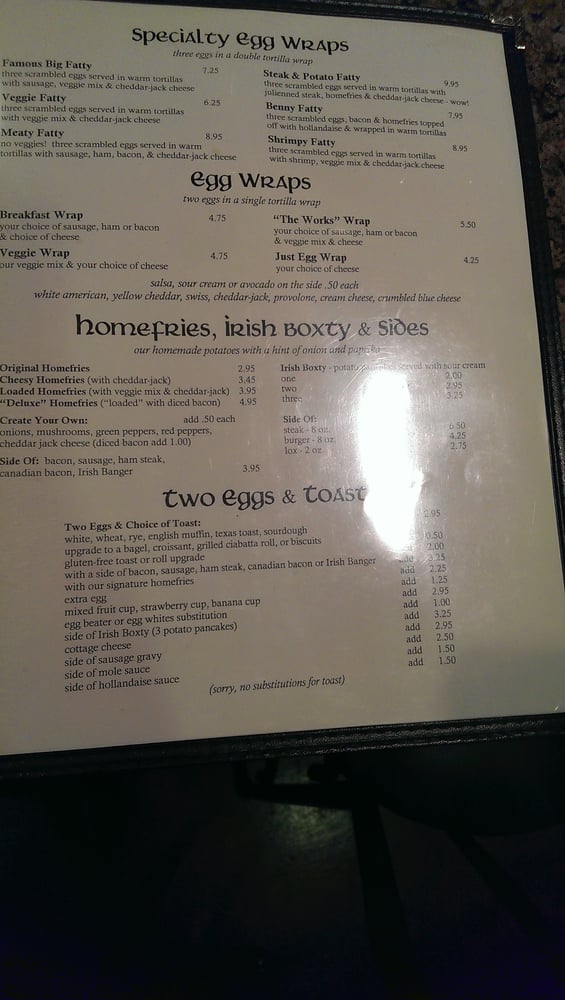 Specialty Egg Wraps
three eggs in a double tortilla wrap
Famous Big Fatty 7.25
three scrambled eggs served in warm tortillas
with sausage, veggie mix & cheddar-jack cheese
Veggie Fatty 6.25
three scrambled eggs served in warm tortillas
with veggie mix & cheddar-jack cheese
Meaty Fatty 8.95
no veggies! three scrambled eggs served in warm
tortillas with sausage, ham, bacon, & cheddar-jack cheese
Steak & Potato Fatty 9.95
three scrambled eggs served in warm tortillas with
julienned steak, homefries & cheddar-jack cheese - wow!
Benny Fatty 7.95
three scrambled eggs, bacon & homefries topped
off with hollandaise & wrapped in warm tortillas
Shrimpy Fatty 8.95
three scrambled eggs served in warm tortillas
with shrimp, veggie mix & cheddar-jack cheese
Egg Wraps
two eggs in a single tortilla wrap
Breakfast Wrap 4.75
your choice of sausage, ham or bacon
& choice of cheese
Veggie Wrap 4.75
our veggie mix & your choice of cheese
"The Works" Wrap 5.50
your choice of sausage, ham or bacon
& veggie mix & cheese
Just Egg Wrap 4.25
your choice of cheese
salsa, sour cream or avocado on the side .50 each
white american, yellow cheddar, swiss, cheddar-jack, provolone, cream cheese, crumbled blue cheese
Homefries, Irish Boxty & Sides
our homemade potatoes with a hint of onion and paprika
Original Homefries 2.95
Cheesy Homefries (with cheddar-jack) 3.45
Loaded Homefries (with veggie mix & cheddar) 3.95
"Deluxe" Homefries ("loaded" with diced bacon) 4.95
Create Your Own: add .50 each
onions, mushrooms, green peppers, red peppers,
cheddar jack cheese (diced bacon add 1.00)
Side Of: bacon, sausage, ham steak,
canadian bacon, Irish Banger 3.95
Irish Boxty - potato pancakes served with sour cream
one 2.00
two 2.95
three 3.25
Side Of:
steak - 8 oz. 6.50
burger - 8 oz. 4.25
lox - 2 oz. 2.75
Two Eggs & Toast
Two Eggs & Choice of Toast: 2.95
white, wheat, rye, english muffin, texas toast, sourdough
upgrade to a bagel, croissant, grilled ciabatta roll, or biscuits 0.50
gluten-free toast or roll upgrade 2.00
with a side of bacon, sausage, ham steak, canadian bacon or Irish Banger add 3.25
with our signature homefries add 2.25
extra egg add 1.25
mixed fruit cup, strawberry cup, banana cup add 2.95
egg beater or egg whites substitution add 1.00
side of Irish Boxty (3 potato pancakes) add 3.25
cottage cheese add 2.95
side of sausage gravy add 2.50
side of mole sauce add 1.50
side of hollandaise sauce add 1.50
(sorry, no substitutions for toast)